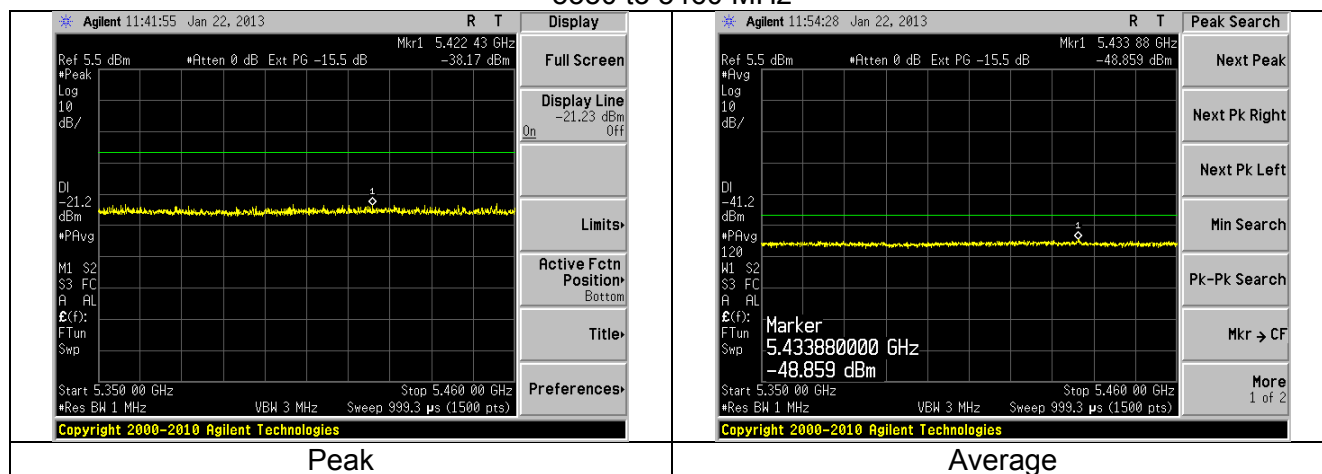 5350 to 5460 MHz
Agilent 11:41:55 Jan 22, 2013 R T Display
Mkr1 5.422 43 GHz
Ref 5.5 dBm #Atten 0 dB Ext PG -15.5 dB -38.17 dBm
#Peak
Log
10
dB/
DI
-21.2
dBm
#PAvg
M1 S2
S3 FC
A AL
£(f):
FTun
Swp
1
Start 5.350 00 GHz Stop 5.460 00 GHz
#Res BW 1 MHz VBW 3 MHz Sweep 999.3 µs (1500 pts)
Copyright 2000-2010 Agilent Technologies
Full Screen
Display Line
-21.23 dBm
On Off
Limits
Active Fctn
Position
Bottom
Title
Preferences
Peak
Agilent 11:54:28 Jan 22, 2013 R T Peak Search
Mkr1 5.433 88 GHz
Ref 5.5 dBm #Atten 0 dB Ext PG -15.5 dB -48.859 dBm
#Avg
Log
10
dB/
DI
-41.2
dBm
#PAvg
120
W1 S2
S3 FC
A AL
£(f):
FTun
Swp
1
Marker
5.433880000 GHz
-48.859 dBm
Start 5.350 00 GHz Stop 5.460 00 GHz
#Res BW 1 MHz VBW 3 MHz Sweep 999.3 µs (1500 pts)
Copyright 2000-2010 Agilent Technologies
Next Peak
Next Pk Right
Next Pk Left
Min Search
Pk-Pk Search
Mkr → CF
More
1 of 2
Average